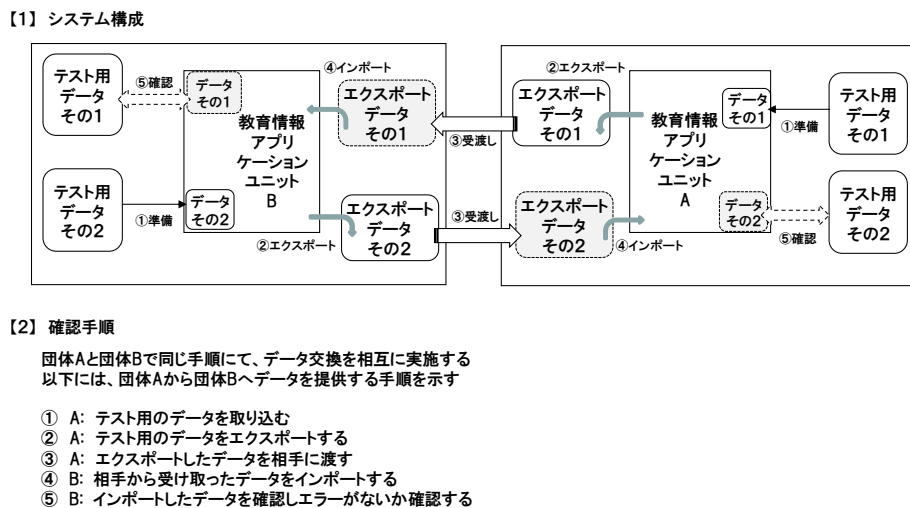 【1】 システム構成
テスト用
データ
その1
⑤確認
データ
その1
教育情報
アプリ
ケーション
ユニット
B
④インポート
エクスポート
データ
その1
③受渡し
②エクスポート
エクスポート
データ
その1
教育情報
アプリ
ケーション
ユニット
A
データ
その1
①準備
テスト用
データ
その1
テスト用
データ
その2
①準備
データ
その2
②エクスポート
エクスポート
データ
その2
③受渡し
エクスポート
データ
その2
④インポート
データ
その2
⑤確認
テスト用
データ
その2
【2】 確認手順
団体Aと団体Bで同じ手順にて、データ交換を相互に実施する
以下には、団体Aから団体Bへデータを提供する手順を示す
① A: テスト用のデータを取り込む
② A: テスト用のデータをエクスポートする
③ A: エクスポートしたデータを相手に渡す
④ B: 相手から受け取ったデータをインポートする
⑤ B: インポートしたデータを確認しエラーがないか確認する